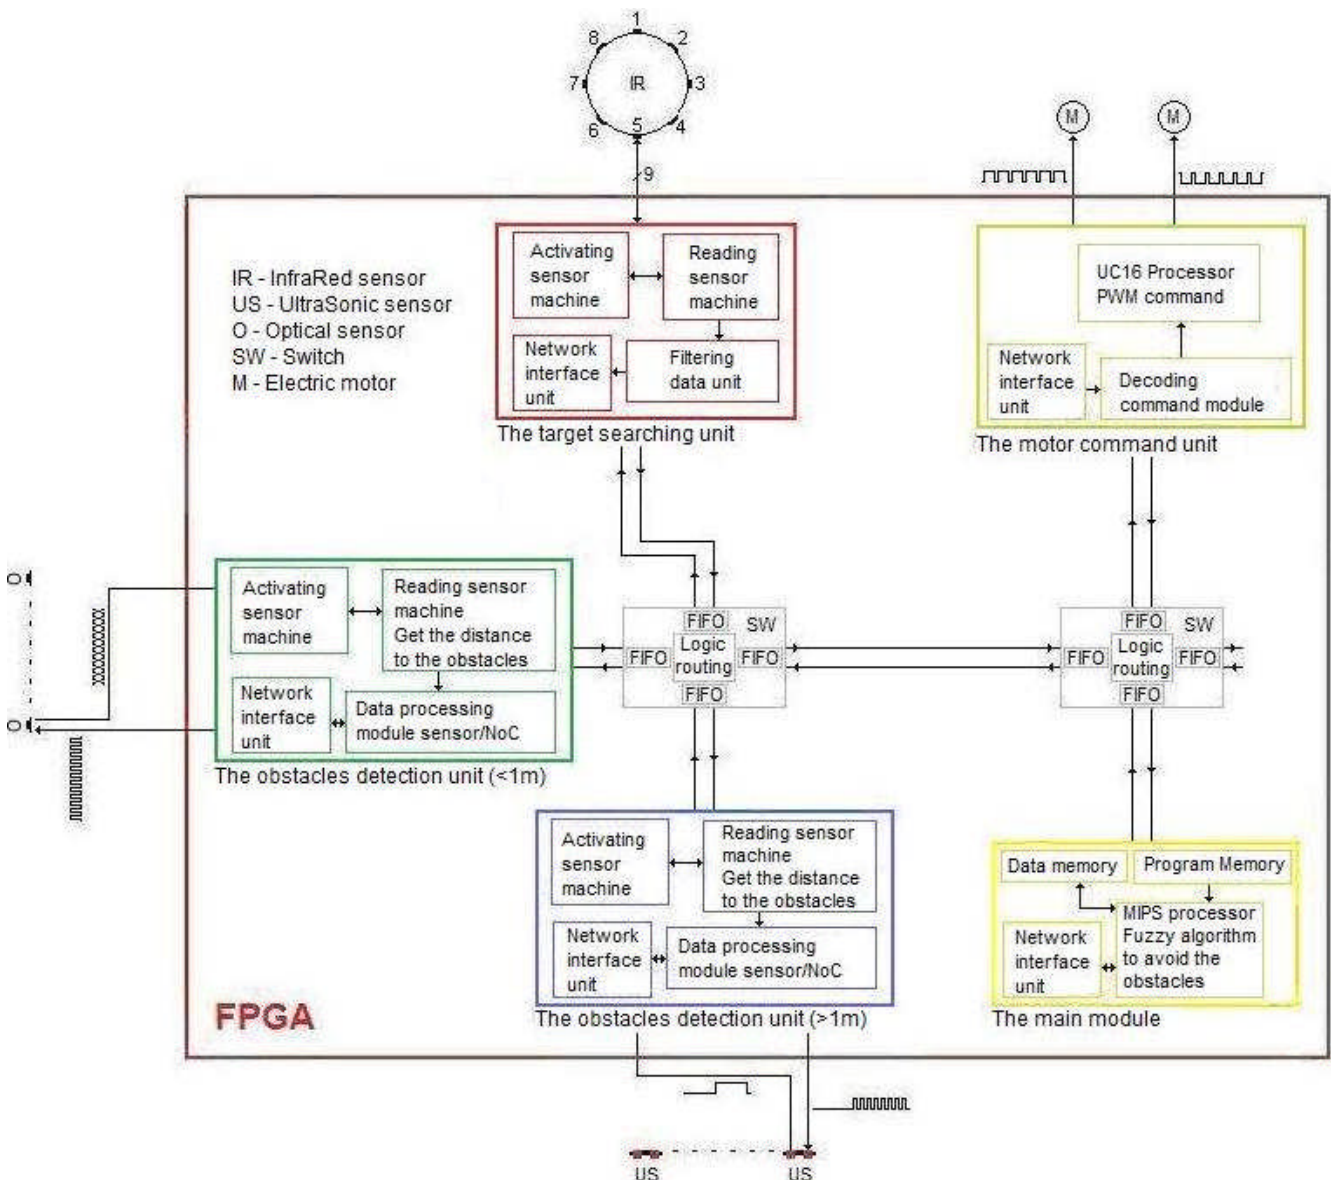 1
8
2
7
IR
3
6
5
4
9
M
M
IR - InfraRed sensor
US - UltraSonic sensor
O - Optical sensor
SW - Switch
M - Electric motor
Activating
sensor
machine
Reading
sensor
machine
Network
interface
unit
Filtering
data unit
The target searching unit
UC16 Processor
PWM command
Network
interface
unit
Decoding
command module
The motor command unit
O
O
Activating
sensor
machine
Reading sensor
machine
Get the distance
to the obstacles
Network
interface
unit
Data processing
module sensor/NoC
The obstacles detection unit (<1m)
FIFO
SW
FIFO
Logic
routing
FIFO
FIFO
FIFO
SW
FIFO
Logic
routing
FIFO
FIFO
Activating
sensor
machine
Reading sensor
machine
Get the distance
to the obstacles
Network
interface
unit
Data processing
module sensor/NoC
The obstacles detection unit (>1m)
Data memory
Program Memory
Network
interface
unit
MIPS processor
Fuzzy algorithm
to avoid the
obstacles
The main module
FPGA
US
US